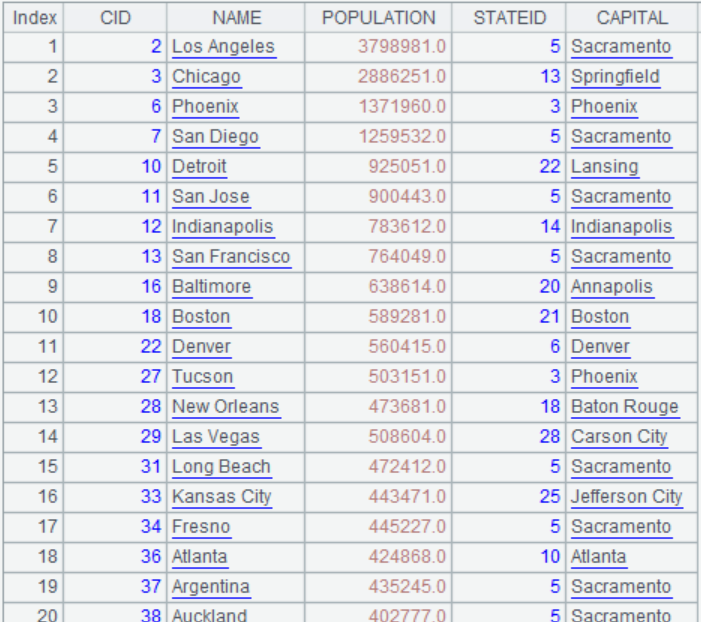 Index CID NAME POPULATION STATEID CAPITAL
1 2 Los Angeles 3798981.0 5 Sacramento
2 3 Chicago 2886251.0 13 Springfield
3 6 Phoenix 1371960.0 3 Phoenix
4 7 San Diego 1259532.0 5 Sacramento
5 10 Detroit 925051.0 22 Lansing
6 11 San Jose 900443.0 5 Sacramento
7 12 Indianapolis 783612.0 14 Indianapolis
8 13 San Francisco 764049.0 5 Sacramento
9 16 Baltimore 638614.0 20 Annapolis
10 18 Boston 589281.0 21 Boston
11 22 Denver 560415.0 6 Denver
12 27 Tucson 503151.0 3 Phoenix
13 28 New Orleans 473681.0 18 Baton Rouge
14 29 Las Vegas 508604.0 28 Carson City
15 31 Long Beach 472412.0 5 Sacramento
16 33 Kansas City 443471.0 25 Jefferson City
17 34 Fresno 445227.0 5 Sacramento
18 36 Atlanta 424868.0 10 Atlanta
19 37 Argentina 435245.0 5 Sacramento
20 38 Auckland 402777.0 5 Sacramento